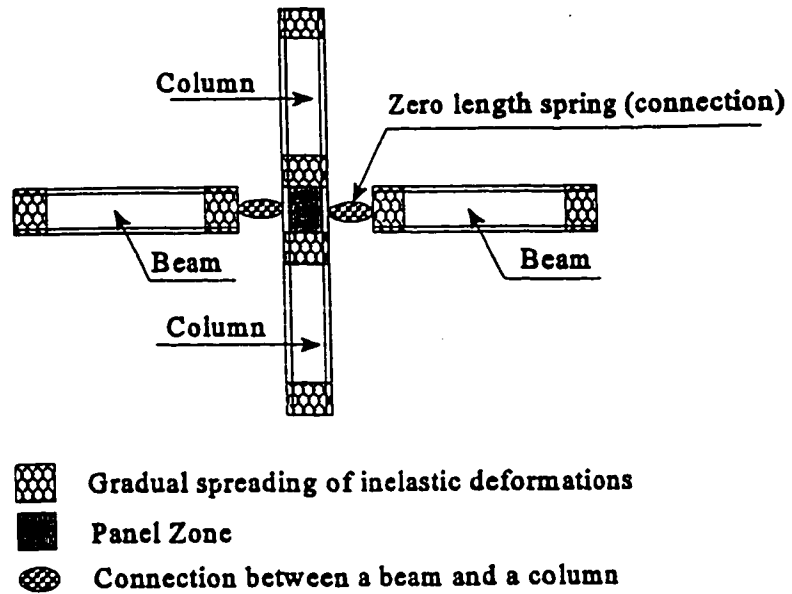 Column
Zero length spring (connection)
Beam
Beam
Column
Gradual spreading of inelastic deformations
Panel Zone
Connection between a beam and a column